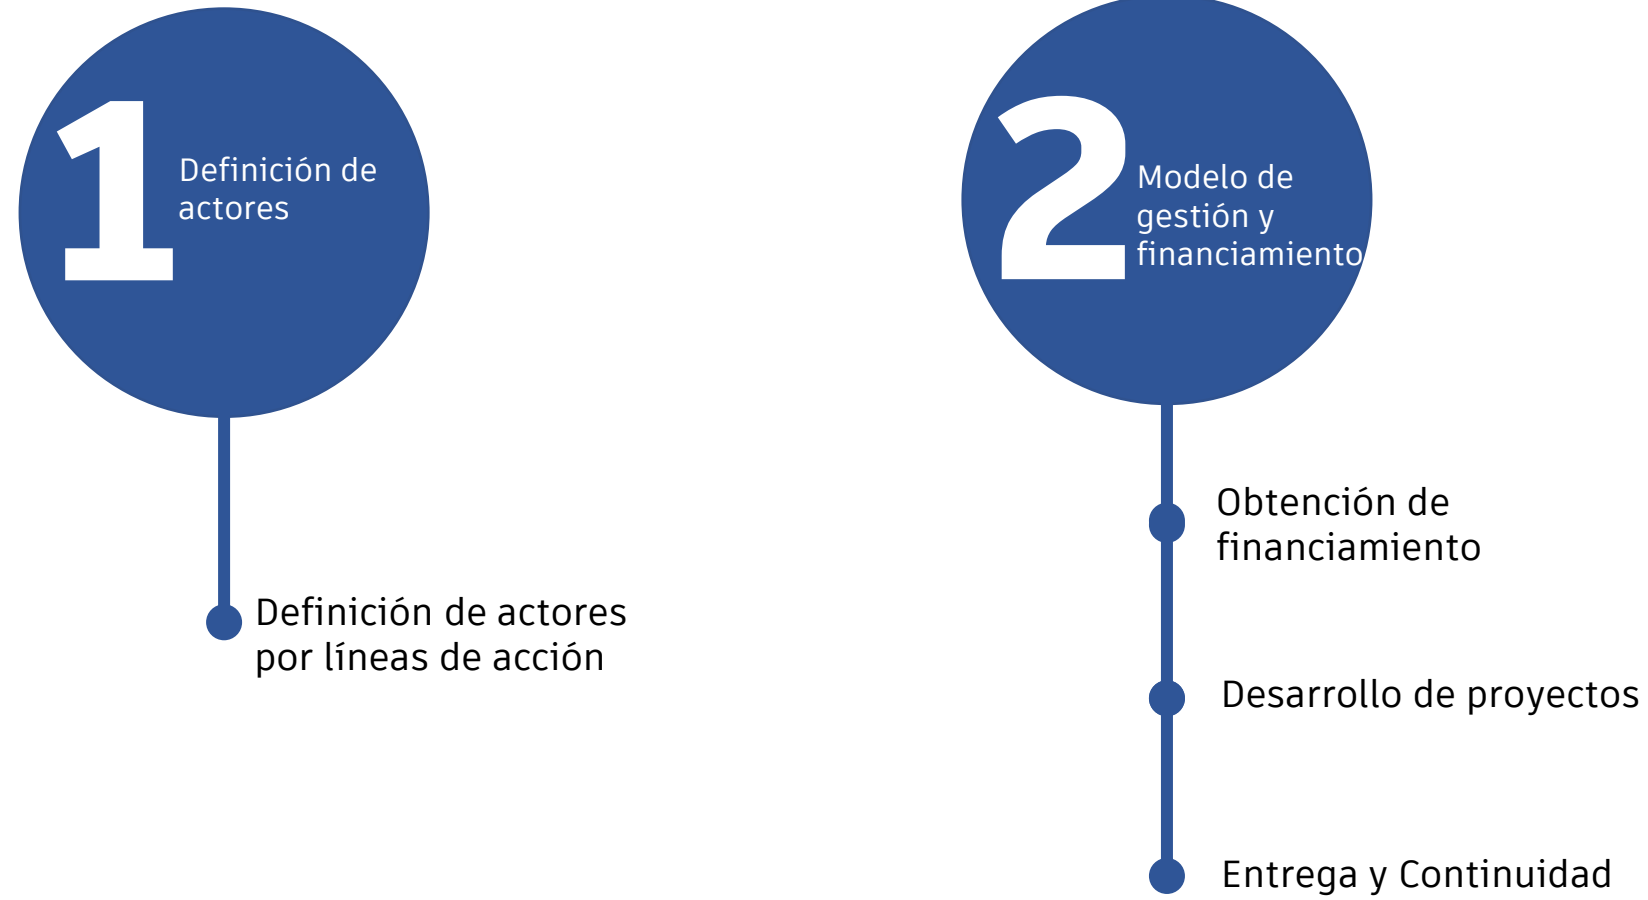 1
Definición de
actores
Definición de actores
por líneas de acción
2
Modelo de
gestión y
financiamiento
Obtención de
financiamiento
Desarrollo de proyectos
Entrega y Continuidad